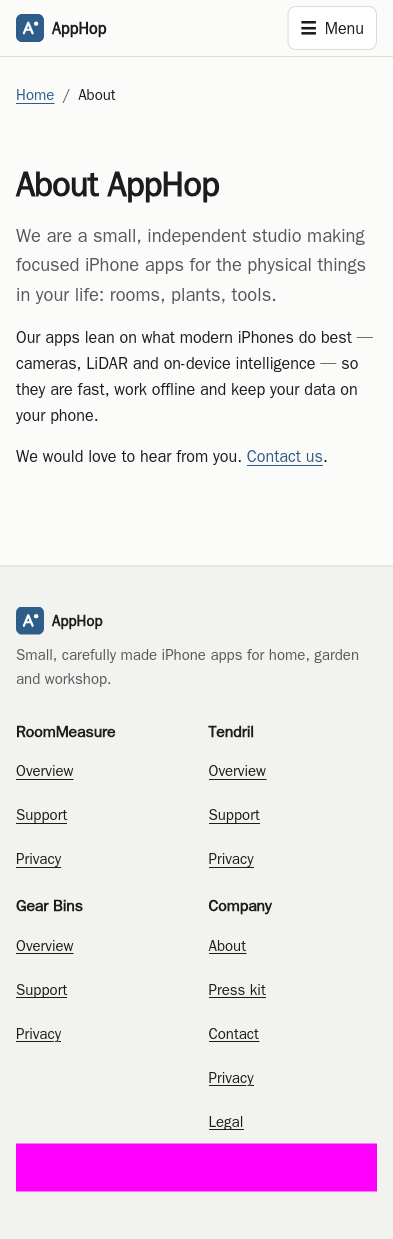 AppHop
☰ Menu
Home / About
About AppHop
We are a small, independent studio making
focused iPhone apps for the physical things
in your life: rooms, plants, tools.
Our apps lean on what modern iPhones do best —
cameras, LiDAR and on-device intelligence — so
they are fast, work offline and keep your data on
your phone.
We would love to hear from you. Contact us.
AppHop
Small, carefully made iPhone apps for home, garden
and workshop.
RoomMeasure
Overview
Support
Privacy
Tendril
Overview
Support
Privacy
Gear Bins
Overview
Support
Privacy
Company
About
Press kit
Contact
Privacy
Legal